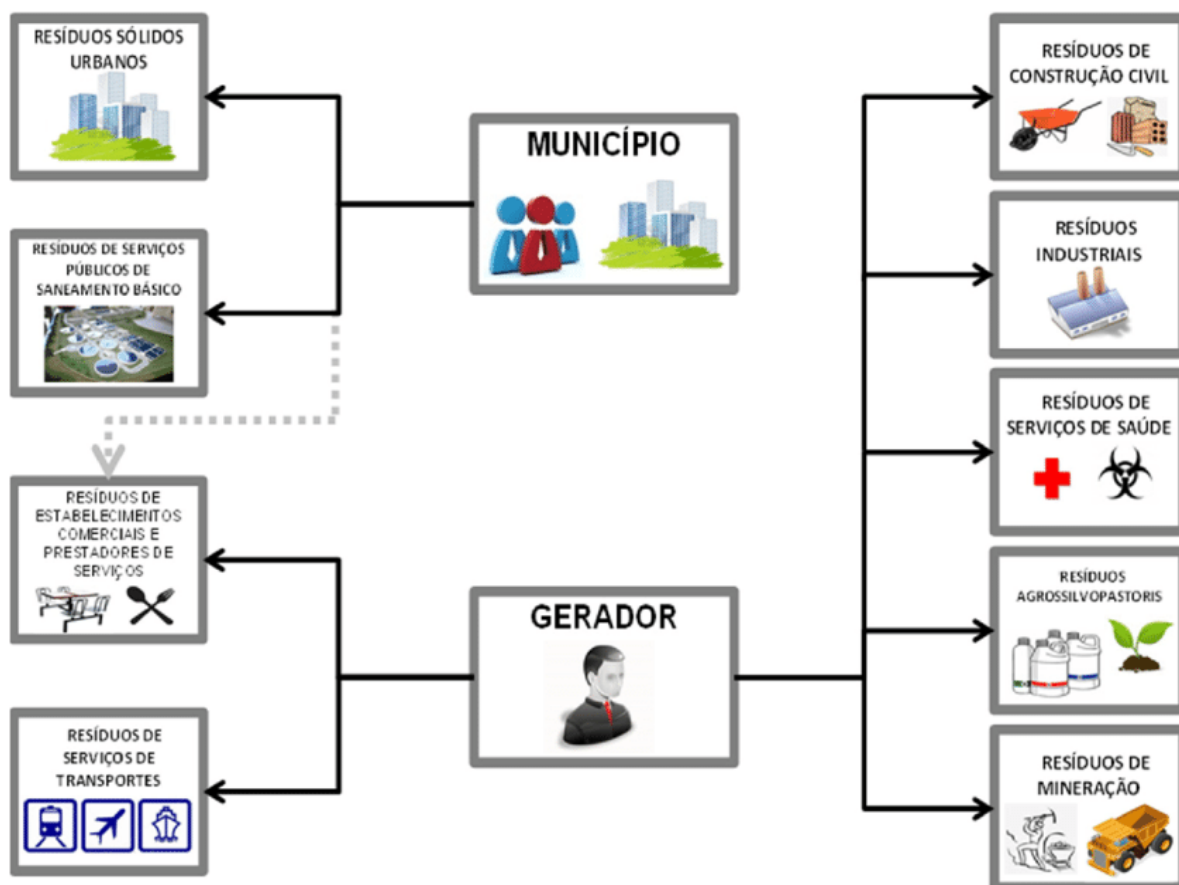 RESÍDUOS SÓLIDOS
URBANOS
RESÍDUOS DE SERVIÇOS
PÚBLICOS DE
SANEAMENTO BÁSICO
RESÍDUOS DE
ESTABELECIMENTOS
COMERCIAIS E
PRESTADORES DE
SERVIÇOS
RESÍDUOS DE
SERVIÇOS DE
TRANSPORTES
MUNICÍPIO
GERADOR
RESÍDUOS DE
CONSTRUÇÃO CIVIL
RESÍDUOS
INDUSTRIAIS
RESÍDUOS DE
SERVIÇOS DE SAÚDE
RESÍDUOS
AGROSSILVOPASTORIS
RESÍDUOS DE
MINERAÇÃO